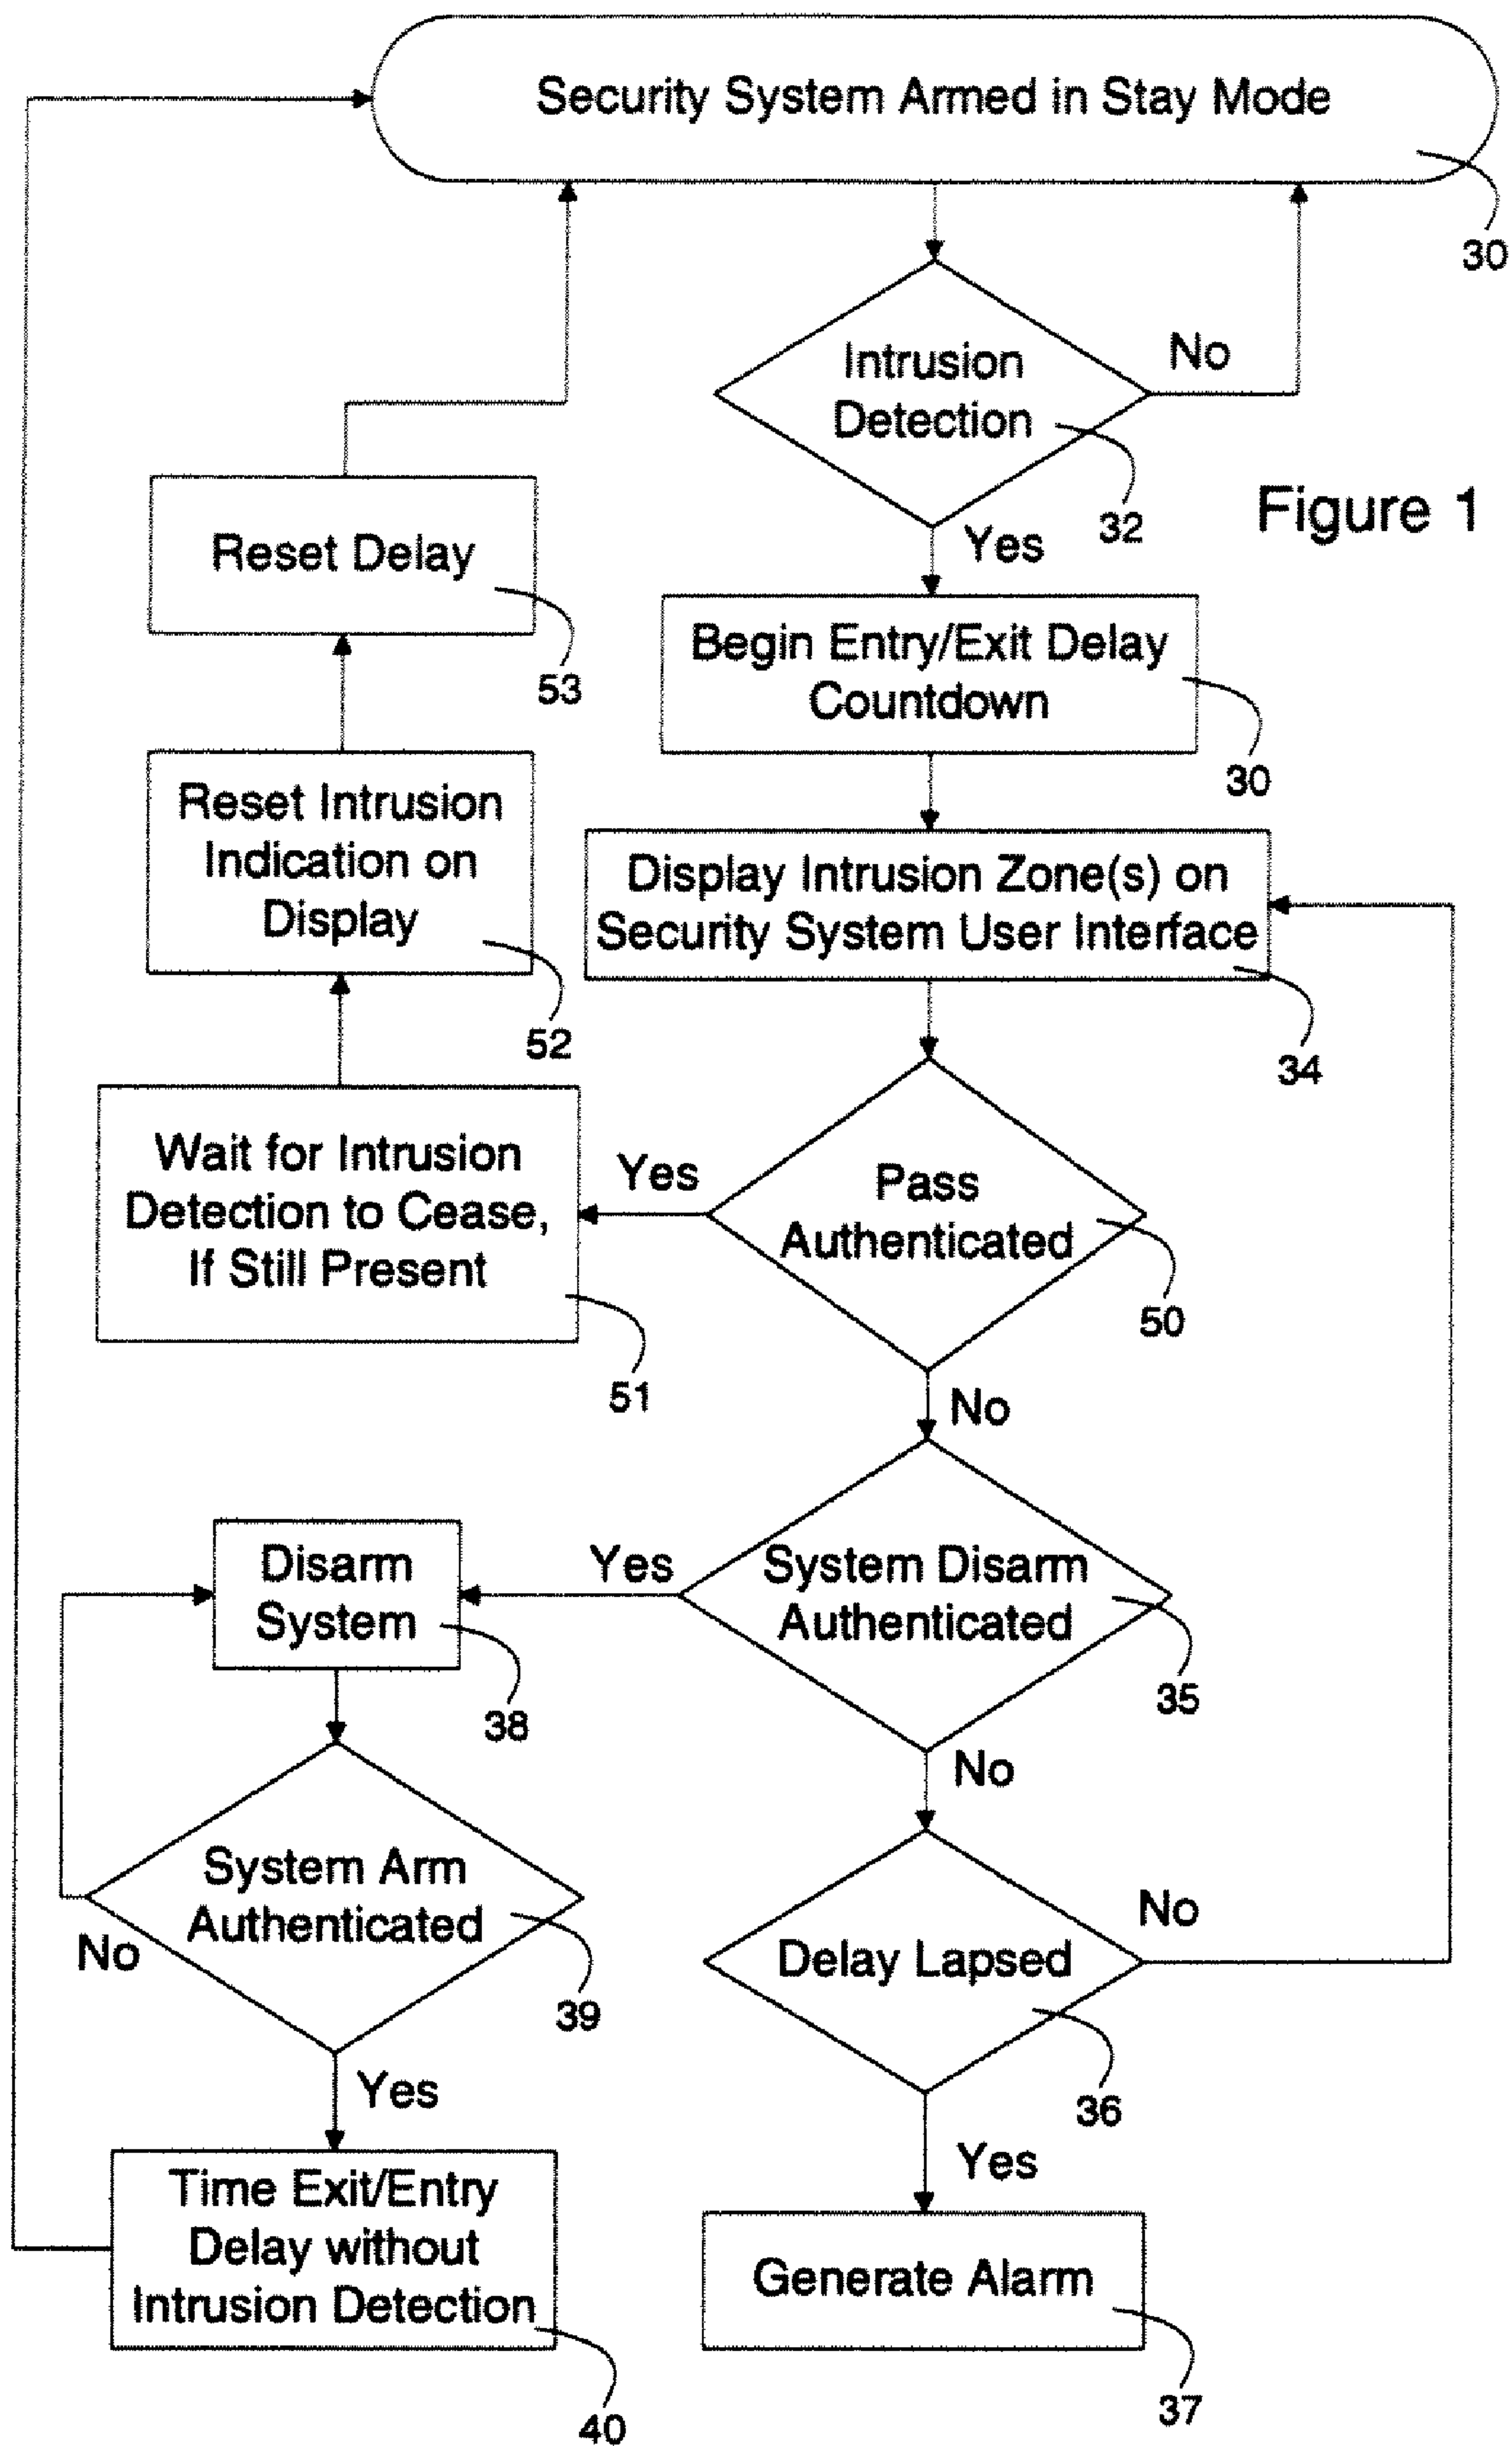 Security System Armed in Stay Mode
30
Intrusion
Detection
No
32
Yes
Figure 1
Reset Delay
53
Begin Entry/Exit Delay
Countdown
30
Reset Intrusion
Indication on
Display
52
Display Intrusion Zone(s) on
Security System User Interface
34
Wait for Intrusion
Detection to Cease,
If Still Present
51
Yes
Pass
Authenticated
50
No
Disarm
System
38
Yes
System Disarm
Authenticated
35
No
System Arm
Authenticated
No
39
Yes
Delay Lapsed
No
36
Yes
Time Exit/Entry
Delay without
Intrusion Detection
40
Generate Alarm
37